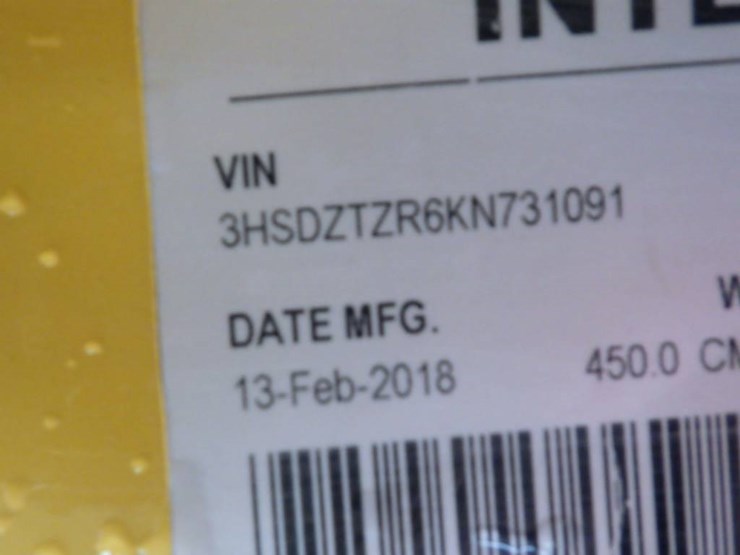 VIN
3HSDZTZR6KN731091
DATE MFG.
13-Feb-2018
450.0